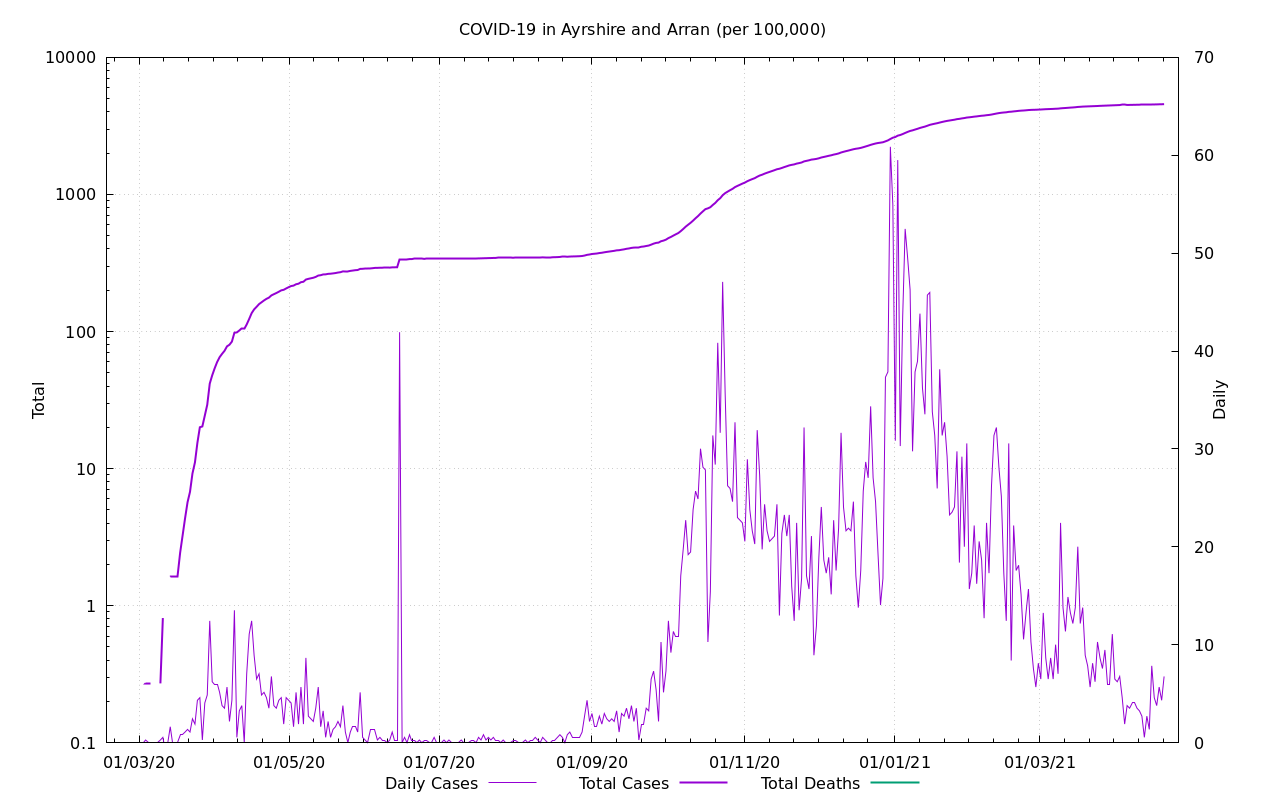 COVID-19 in Ayrshire and Arran (per 100,000)
10000
1000
100
10
1
0.1
70
60
50
40
30
20
10
0
Total
Daily
01/03/20 01/05/20 01/07/20 01/09/20 01/11/20 01/01/21 01/03/21
Daily Cases Total Cases Total Deaths